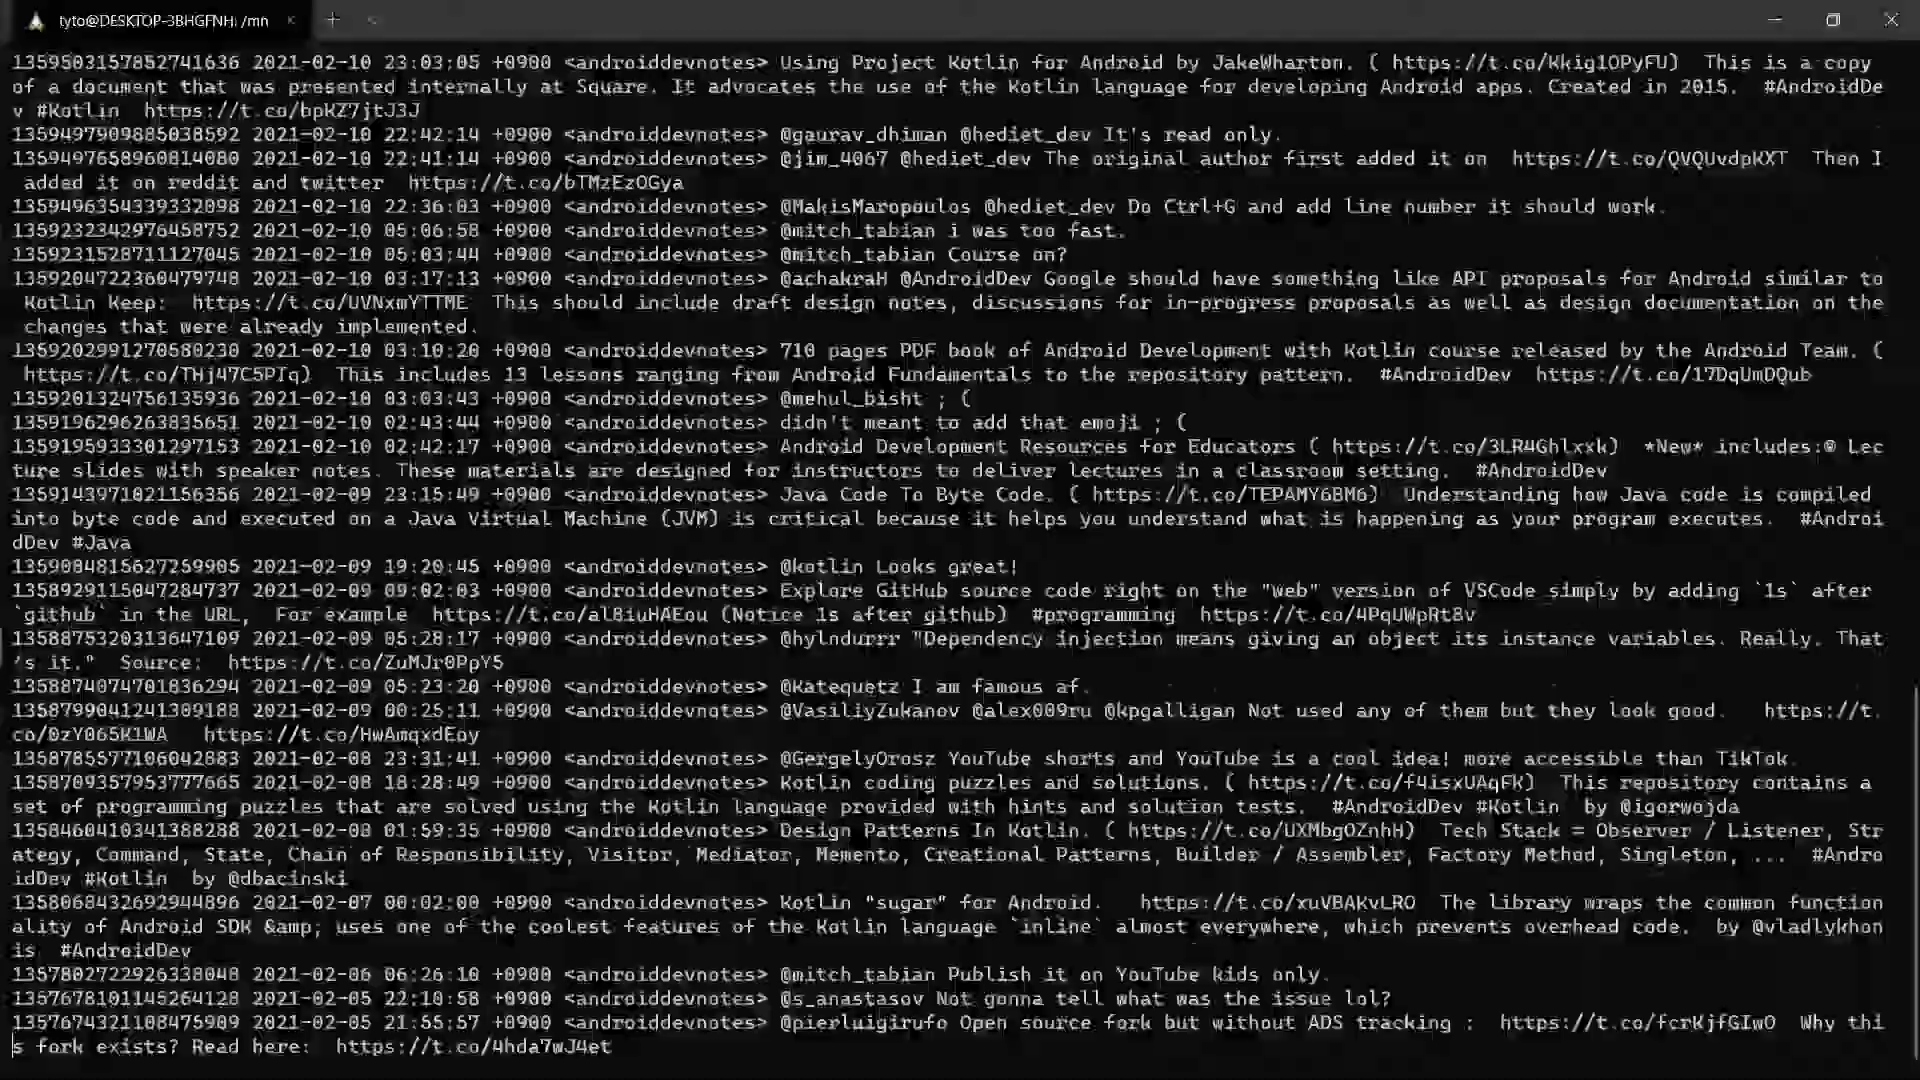 tyto@DESKTOP-3BHGFNH: /mn
1359503157852741636 2021-02-10 23:03:05 +0900 <androiddevnotes> Using Project Kotlin for Android by JakeWharton. ( https://t.co/Kkig1OPyFU)  This is a copy
of a document that was presented internally at Square. It advocates the use of the Kotlin language for developing Android apps. Created in 2015.  #AndroidDe
v #Kotlin  https://t.co/bpKZ7jtJ3J
1359497909885038592 2021-02-10 22:42:14 +0900 <androiddevnotes> @gaurav_dhiman @hediet_dev It's read only.
1359497658960814080 2021-02-10 22:41:14 +0900 <androiddevnotes> @jim_4067 @hediet_dev The original author first added it on  https://t.co/QVQUvdpKXT  Then I
added it on reddit and twitter  https://t.co/bTMzEzOGya
1359496354339332098 2021-02-10 22:36:03 +0900 <androiddevnotes> @MakisMaropoulos @hediet_dev Do Ctrl+G and add line number it should work.
1359232342976458752 2021-02-10 05:06:58 +0900 <androiddevnotes> @mitch_tabian i was too fast.
1359231528711127045 2021-02-10 05:03:44 +0900 <androiddevnotes> @mitch_tabian Course on?
1359204722360479748 2021-02-10 03:17:13 +0900 <androiddevnotes> @achakraH @AndroidDev Google should have something like API proposals for Android similar to
Kotlin Keep:  https://t.co/UVNxmYTTME  This should include draft design notes, discussions for in-progress proposals as well as design documentation on the
changes that were already implemented.
1359202991270580230 2021-02-10 03:10:20 +0900 <androiddevnotes> 710 pages PDF book of Android Development with Kotlin course released by the Android Team. (
https://t.co/THj47C5PIq)  This includes 13 lessons ranging from Android Fundamentals to the repository pattern.  #AndroidDev  https://t.co/17DqUmDQub
1359201324756135936 2021-02-10 03:03:43 +0900 <androiddevnotes> @mehul_bisht ; (
1359196296263835651 2021-02-10 02:43:44 +0900 <androiddevnotes> didn't meant to add that emoji ; (
1359195933301297153 2021-02-10 02:42:17 +0900 <androiddevnotes> Android Development Resources for Educators ( https://t.co/3LR4Ghlxxk)  *New* includes: Lec
ture slides with speaker notes. These materials are designed for instructors to deliver lectures in a classroom setting.  #AndroidDev
1359143971021156356 2021-02-09 23:15:49 +0900 <androiddevnotes> Java Code To Byte Code. ( https://t.co/TEPAMY6BM6)  Understanding how Java code is compiled
into byte code and executed on a Java Virtual Machine (JVM) is critical because it helps you understand what is happening as your program executes.  #Androi
dDev #Java
1359084815627259905 2021-02-09 19:20:45 +0900 <androiddevnotes> @kotlin Looks great!
1358929115047284737 2021-02-09 09:02:03 +0900 <androiddevnotes> Explore GitHub source code right on the "web" version of VSCode simply by adding `1s` after
`github` in the URL,  For example  https://t.co/al8iuHAEou (Notice 1s after github)  #programming  https://t.co/4PqUWpRt8v
1358875320313647109 2021-02-09 05:28:17 +0900 <androiddevnotes> @hylndurrr "Dependency injection means giving an object its instance variables. Really. That
's it."  Source:  https://t.co/ZuMJr0PpY5
1358874074701836294 2021-02-09 05:23:20 +0900 <androiddevnotes> @Katequetz I am famous af.
1358799041241309188 2021-02-09 00:25:11 +0900 <androiddevnotes> @VasiliyZukanov @alex009ru @kpgalligan Not used any of them but they look good.   https://t.
co/0zY065K1WA   https://t.co/HwAmqxdEoy
1358785577106042883 2021-02-08 23:31:41 +0900 <androiddevnotes> @GergelyOrosz YouTube shorts and YouTube is a cool idea! more accessible than TikTok.
1358709357953777665 2021-02-08 18:28:49 +0900 <androiddevnotes> Kotlin coding puzzles and solutions. ( https://t.co/f4isxUAqFK)  This repository contains a
set of programming puzzles that are solved using the Kotlin language provided with hints and solution tests.  #AndroidDev #Kotlin  by @igorwojda
1358460410341388288 2021-02-08 01:59:35 +0900 <androiddevnotes> Design Patterns In Kotlin. ( https://t.co/UXMbgOZnhH)  Tech Stack = Observer / Listener, Str
ategy, Command, State, Chain of Responsibility, Visitor, Mediator, Memento, Creational Patterns, Builder / Assembler, Factory Method, Singleton, ...  #Andro
idDev #Kotlin  by @dbacinski
1358068432692944896 2021-02-07 00:02:00 +0900 <androiddevnotes> Kotlin "sugar" for Android.   https://t.co/xuVBAKvLRO  The library wraps the common function
ality of Android SDK &amp; uses one of the coolest features of the Kotlin language `inline` almost everywhere, which prevents overhead code.  by @vladlykhon
is  #AndroidDev
1357802722926338048 2021-02-06 06:26:10 +0900 <androiddevnotes> @mitch_tabian Publish it on YouTube kids only.
1357678101145264128 2021-02-05 22:10:58 +0900 <androiddevnotes> @s_anastasov Not gonna tell what was the issue lol?
1357674321108475909 2021-02-05 21:55:57 +0900 <androiddevnotes> @pierluigirufo Open source fork but without ADS tracking :  https://t.co/fcrKjfGIwO  Why thi
s fork exists? Read here:  https://t.co/4hda7wJ4et